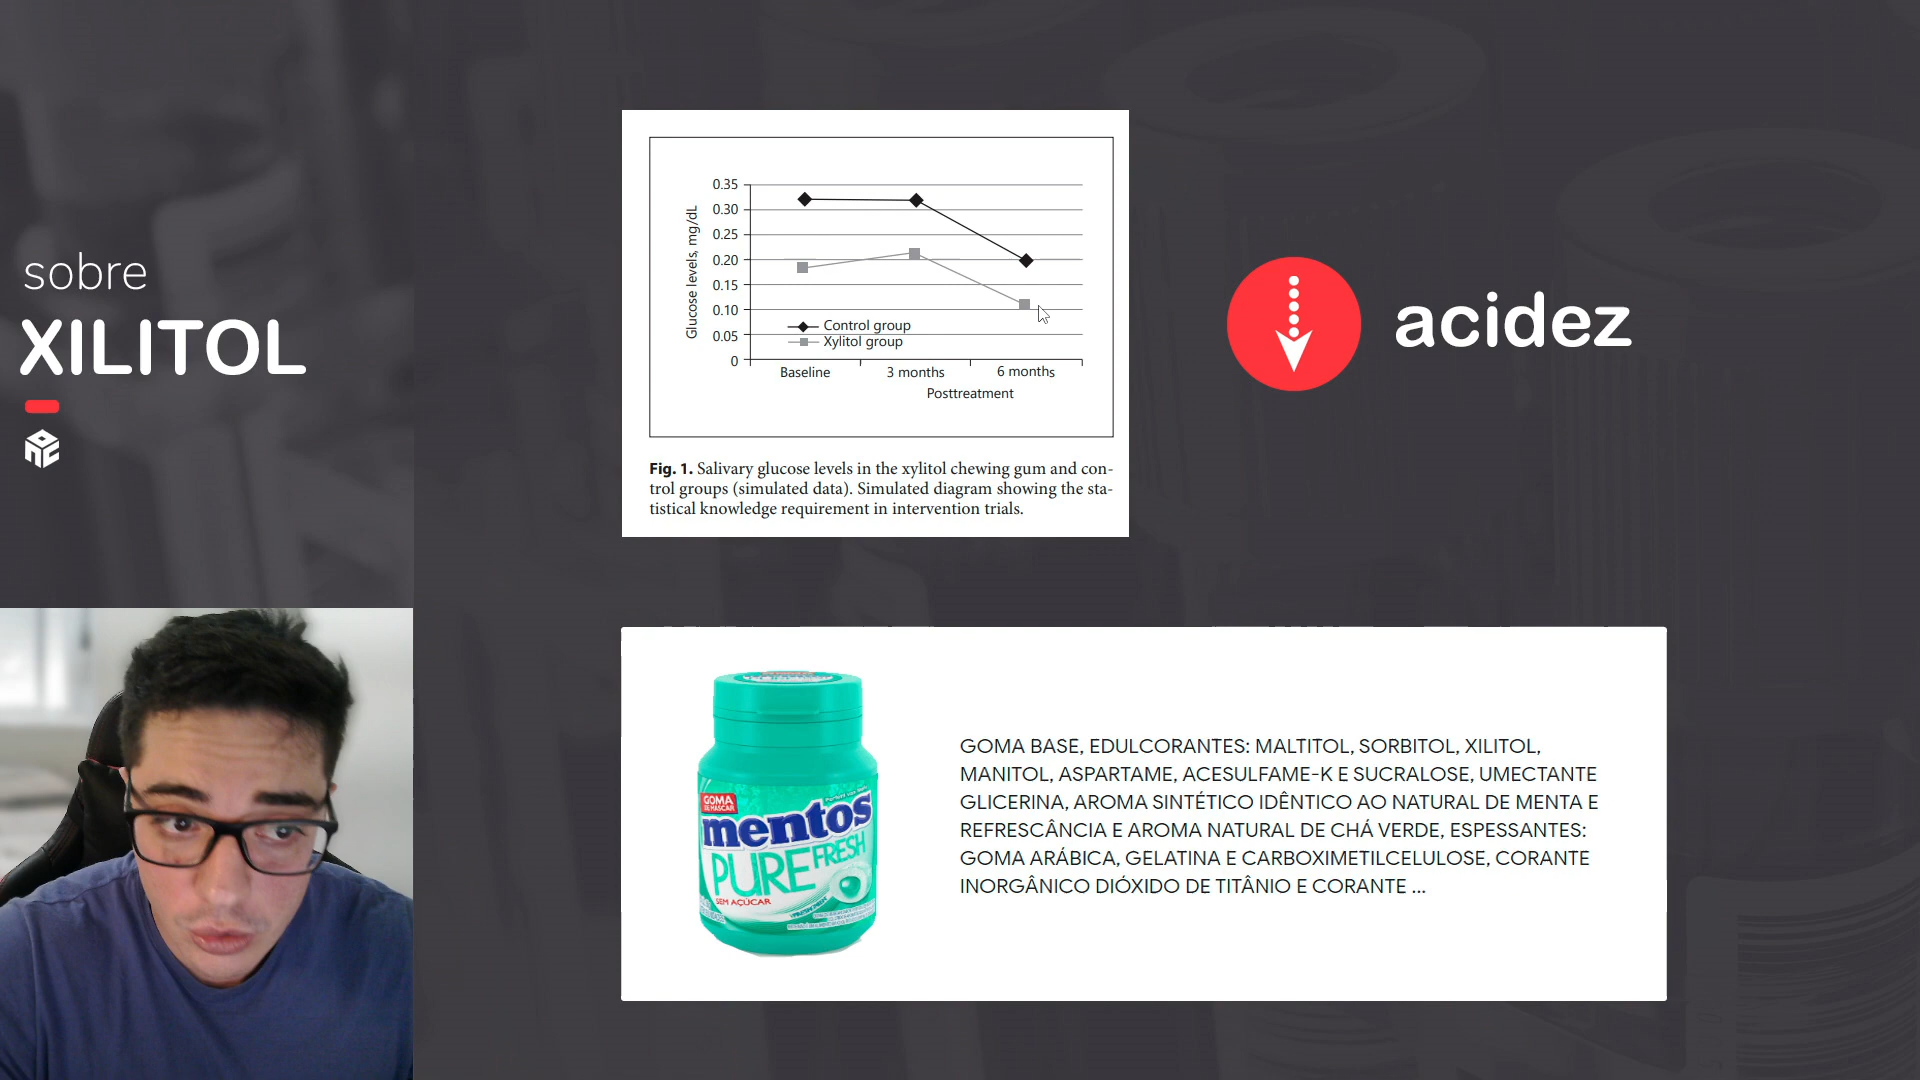 sobre
XILITOL
0.35
0.30
0.25
0.20
0.15
0.10
0.05
0
Glucose levels, mg/dL
Control group
Xylitol group
Baseline
3 months
6 months
Posttreatment
Fig. 1. Salivary glucose levels in the xylitol chewing gum and con-
trol groups (simulated data). Simulated diagram showing the sta-
tistical knowledge requirement in intervention trials.
acidez
GOMA
DE MASCAR
mentos
PURE FRESH
SEM AÇÚCAR
GOMA BASE, EDULCORANTES: MALTITOL, SORBITOL, XILITOL,
MANITOL, ASPARTAME, ACESULFAME-K E SUCRALOSE, UMECTANTE
GLICERINA, AROMA SINTÉTICO IDÊNTICO AO NATURAL DE MENTA E
REFRESCÂNCIA E AROMA NATURAL DE CHÁ VERDE, ESPESSANTES:
GOMA ARÁBICA, GELATINA E CARBOXIMETILCELULOSE, CORANTE
INORGÂNICO DIÓXIDO DE TITÂNIO E CORANTE ...